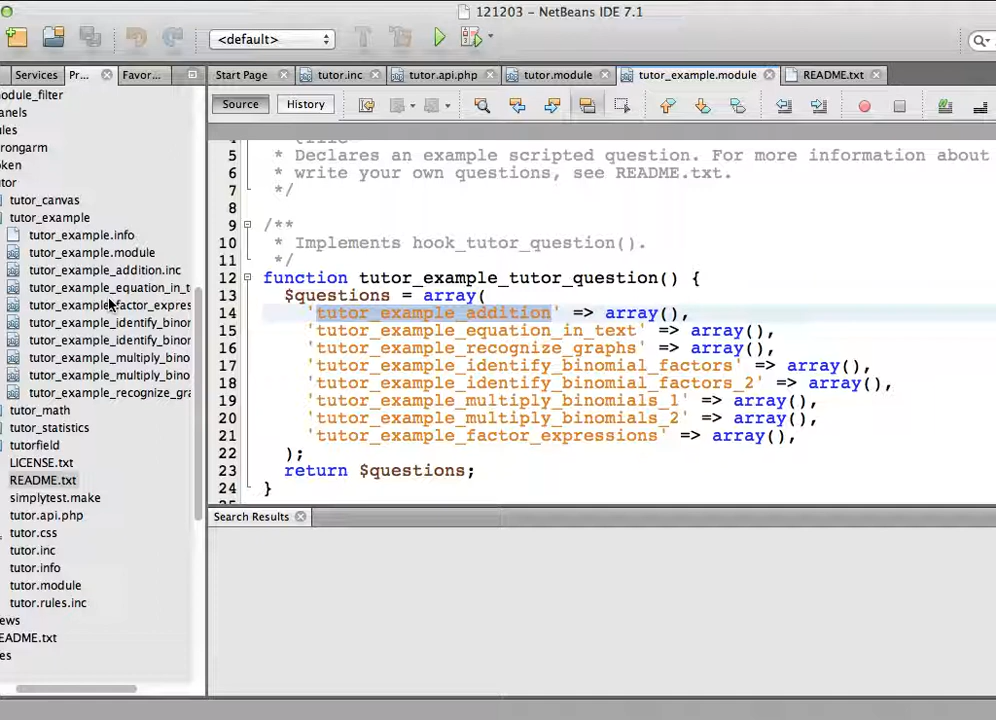 121203 - NetBeans IDE 7.1
<default>
Services
Pr...
Favor...
Start Page
tutor.inc
tutor.api.php
tutor.module
tutor_example.module
README.txt
Source
History
odule_filter
anels
ules
rongarm
oken
tor
tutor_canvas
tutor_example
tutor_example.info
tutor_example.module
tutor_example_addition.inc
tutor_example_equation_in_t
tutor_example_factor_expres
tutor_example_identify_binor
tutor_example_identify_binor
tutor_example_multiply_bino
tutor_example_multiply_bino
tutor_example_recognize_gra
tutor_math
tutor_statistics
tutorfield
LICENSE.txt
README.txt
simplytest.make
tutor.api.php
tutor.css
tutor.inc
tutor.info
tutor.module
tutor.rules.inc
ews
EADME.txt
es
5 * Declares an example scripted question. For more information about
6 * write your own questions, see README.txt.
7 */
8
9 /**
10 * Implements hook_tutor_question().
11 */
12 function tutor_example_tutor_question() {
13 $questions = array(
14 'tutor_example_addition' => array(),
15 'tutor_example_equation_in_text' => array(),
16 'tutor_example_recognize_graphs' => array(),
17 'tutor_example_identify_binomial_factors' => array(),
18 'tutor_example_identify_binomial_factors_2' => array(),
19 'tutor_example_multiply_binomials_1' => array(),
20 'tutor_example_multiply_binomials_2' => array(),
21 'tutor_example_factor_expressions' => array(),
22 );
23 return $questions;
24 }
Search Results